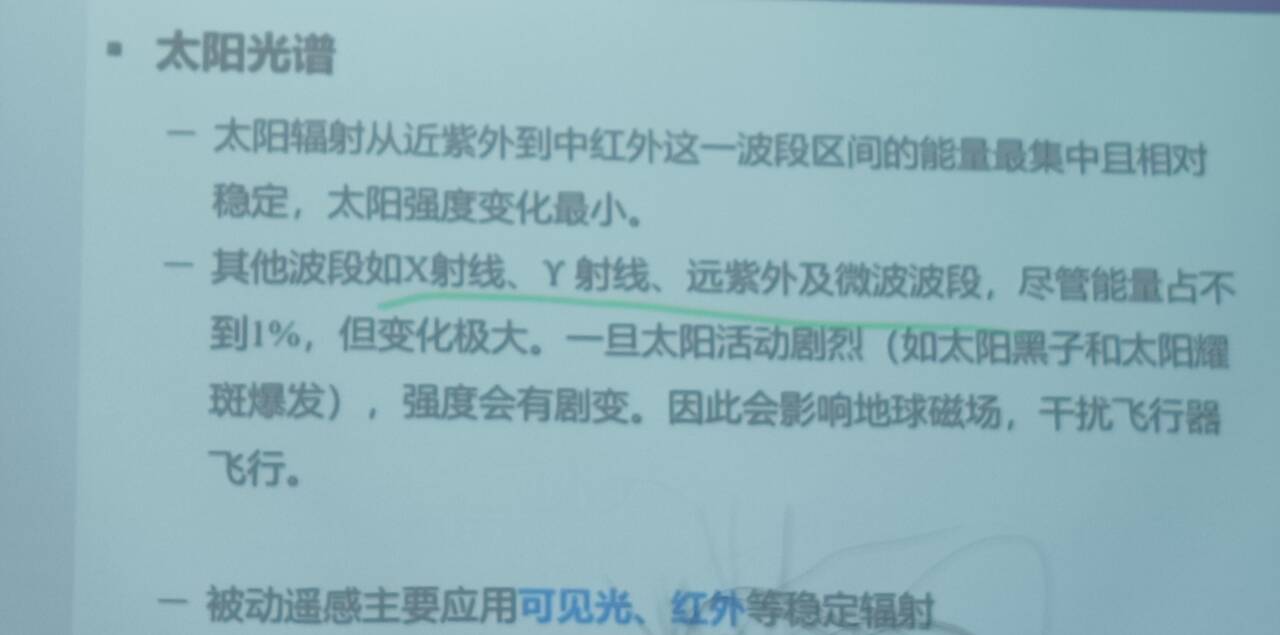 ▪ 太阳光谱
— 太阳辐射从近紫外到中红外这一波段区间的能量最集中且相对
稳定，太阳强度变化最小。
— 其他波段如X射线、Υ射线、远紫外及微波波段，尽管能量占不
到1%，但变化极大。一旦太阳活动剧烈（如太阳黑子和太阳耀
斑爆发），强度会有剧变。因此会影响地球磁场，干扰飞行器
飞行。
— 被动遥感主要应用可见光、红外等稳定辐射